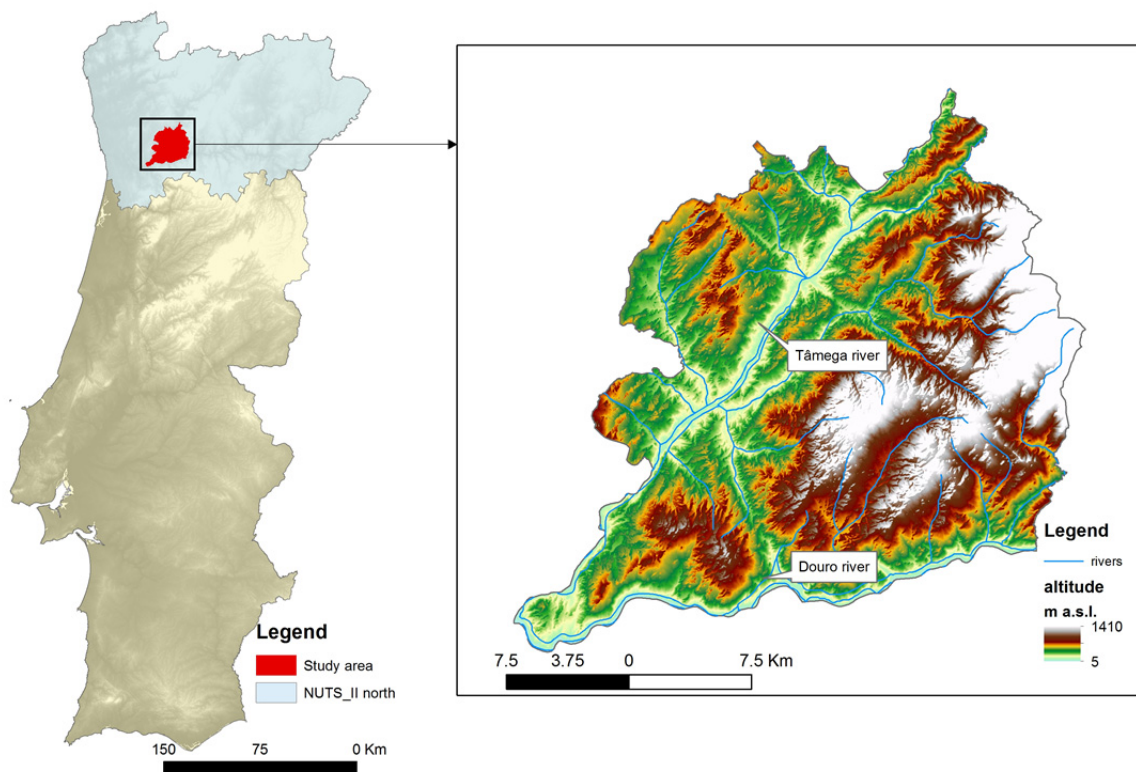 Legend
Study area
NUTS_II north
150 75 0 Km
Tâmega river
Douro river
Legend
rivers
altitude
m a.s.l.
1410
5
7.5 3.75 0 7.5 Km